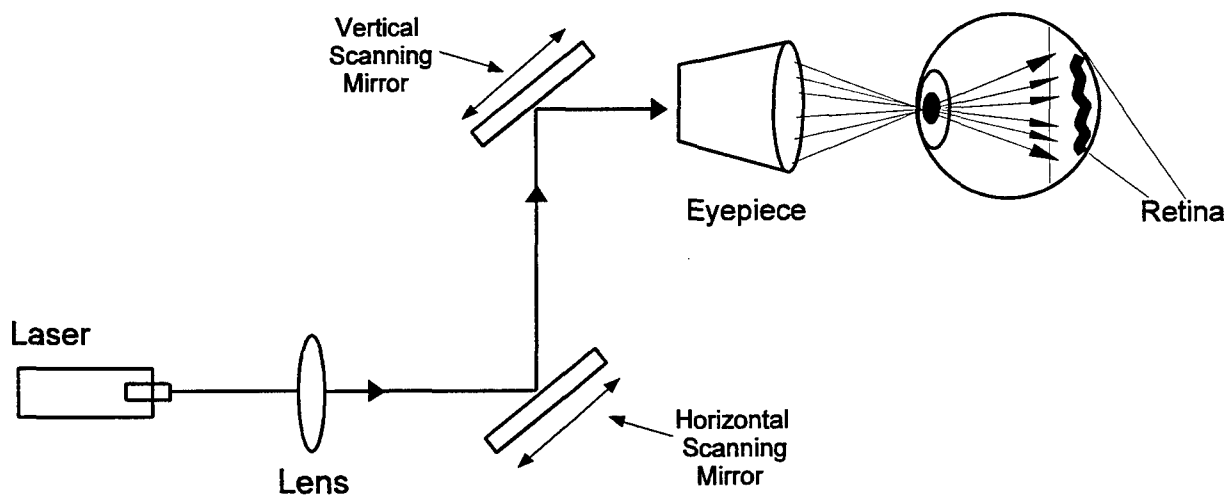 Vertical
Scanning
Mirror
Eyepiece
Retina
Laser
Lens
Horizontal
Scanning
Mirror